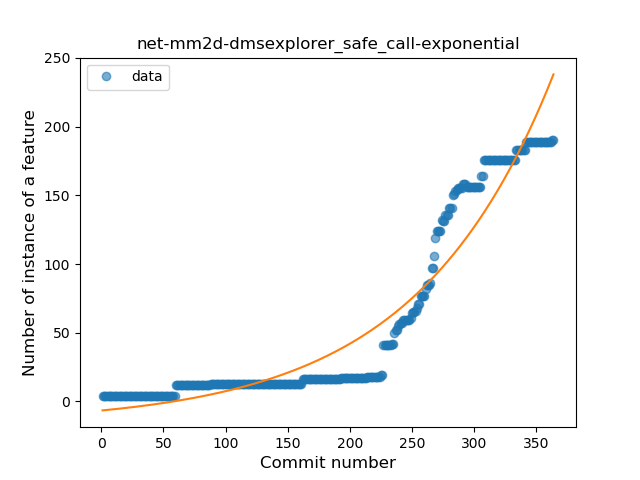 net-mm2d-dmsexplorer_safe_call-exponential
data
Number of instance of a feature
250
200
150
100
50
0
0 50 100 150 200 250 300 350
Commit number